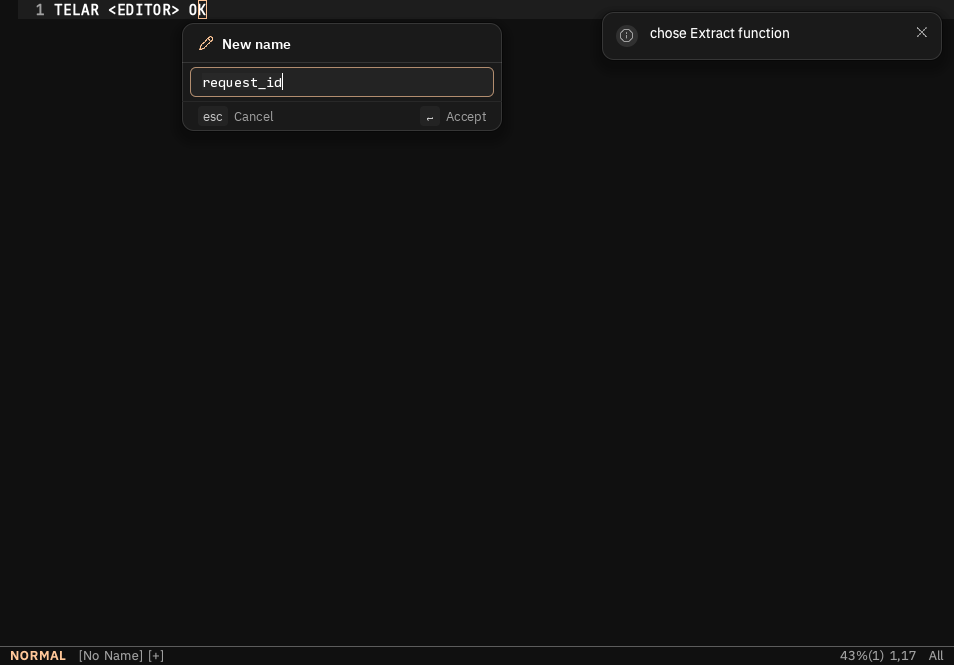 1 TELAR <EDITOR> OK
New name
chose Extract function
request_id
esc Cancel ↵ Accept
NORMAL [No Name] [+] 43%(1) 1,17 All